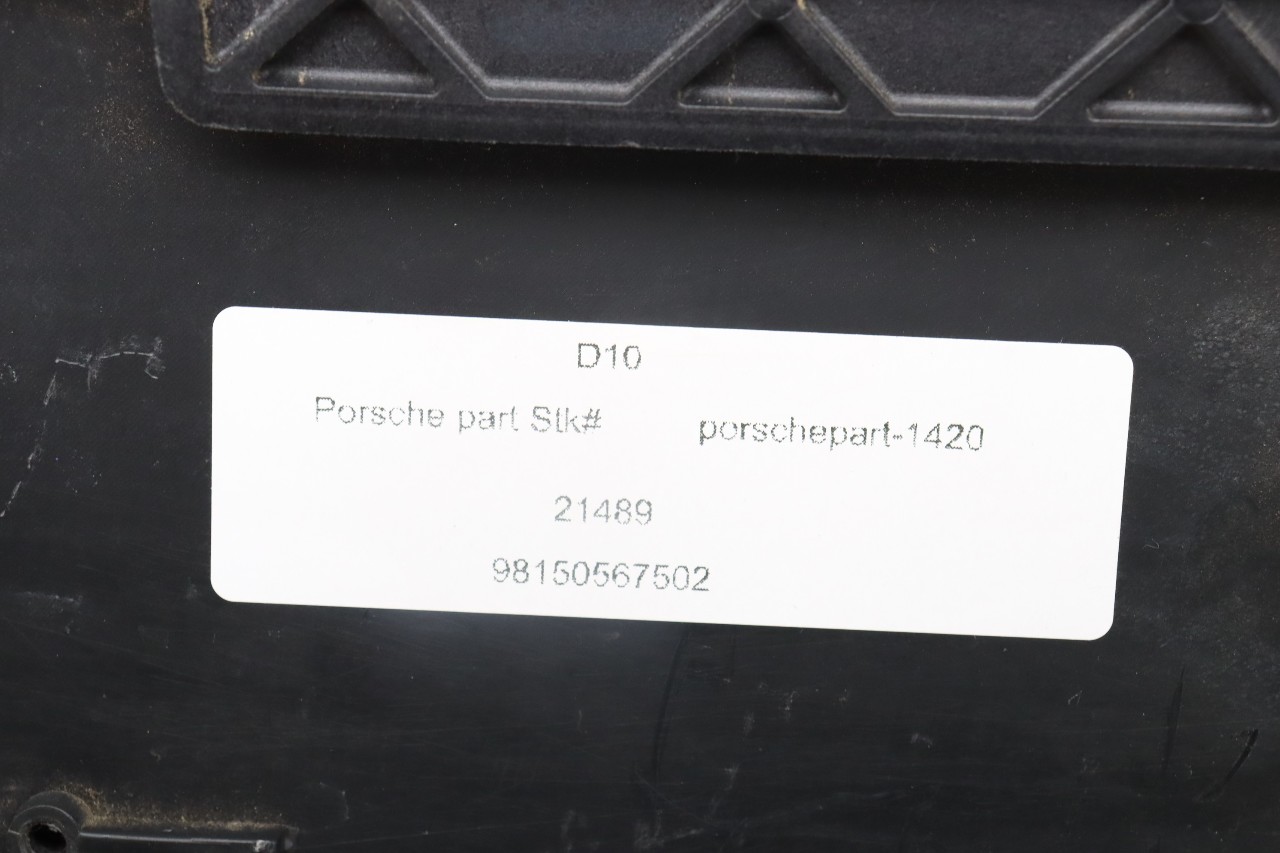 D10
Porsche part Stk# porschepart-1420
21489
98150567502